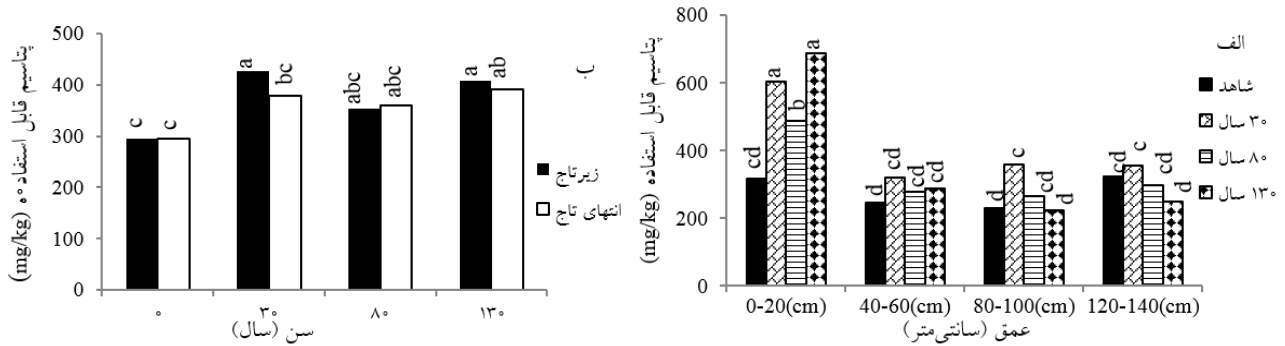 پتاسیم قابل استفاده (mg/kg)
800
600
400
200
0
الف
شاهد
۳۰ سال
۸۰ سال
۱۳۰ سال
cd a b a
d cd cd cd
d c cd d
cd c cd d
0-20(cm) 40-60(cm) 80-100(cm) 120-140(cm)
عمق (سانتی‌متر)
پتاسیم قابل استفاد°ه (mg/kg)
500
400
300
200
100
0
ب
زیرتاج
انتهای تاج
c c a bc abc abc a ab
۰ ۳۰ ۸۰ ۱۳۰
سن (سال)